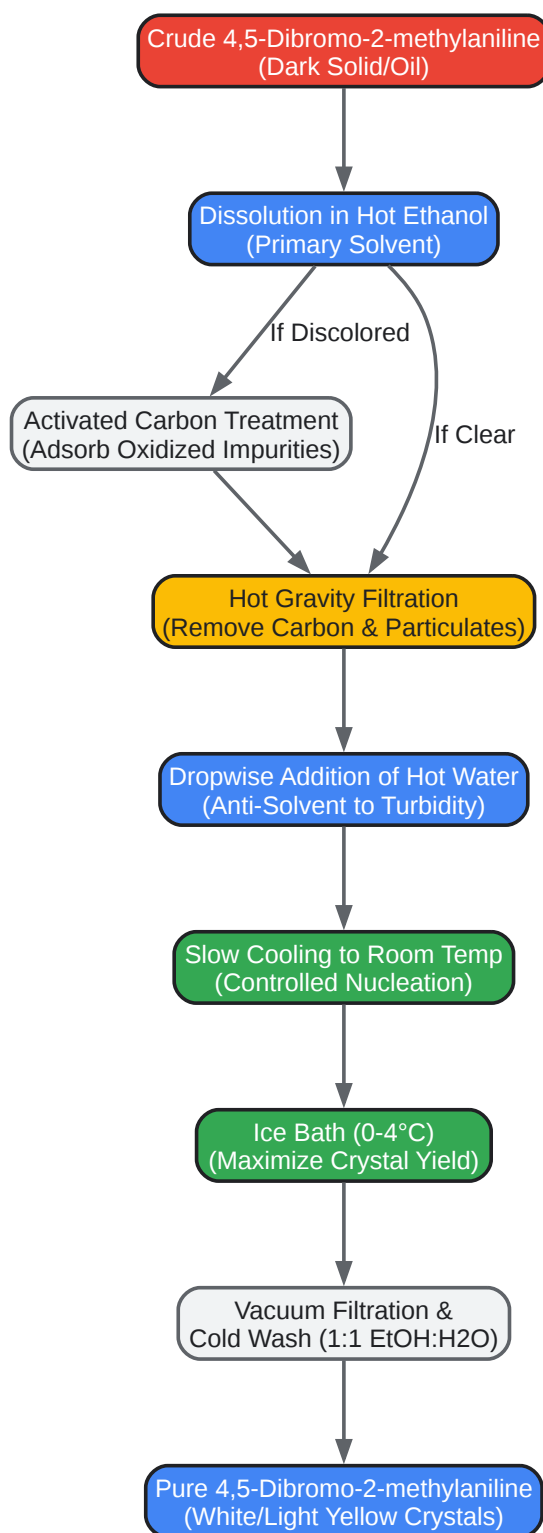 Crude 4,5-Dibromo-2-methylaniline
(Dark Solid/Oil)
Dissolution in Hot Ethanol
(Primary Solvent)
If Discolored
Activated Carbon Treatment
(Adsorb Oxidized Impurities)
If Clear
Hot Gravity Filtration
(Remove Carbon & Particulates)
Dropwise Addition of Hot Water
(Anti-Solvent to Turbidity)
Slow Cooling to Room Temp
(Controlled Nucleation)
Ice Bath (0-4°C)
(Maximize Crystal Yield)
Vacuum Filtration &
Cold Wash (1:1 EtOH:H2O)
Pure 4,5-Dibromo-2-methylaniline
(White/Light Yellow Crystals)